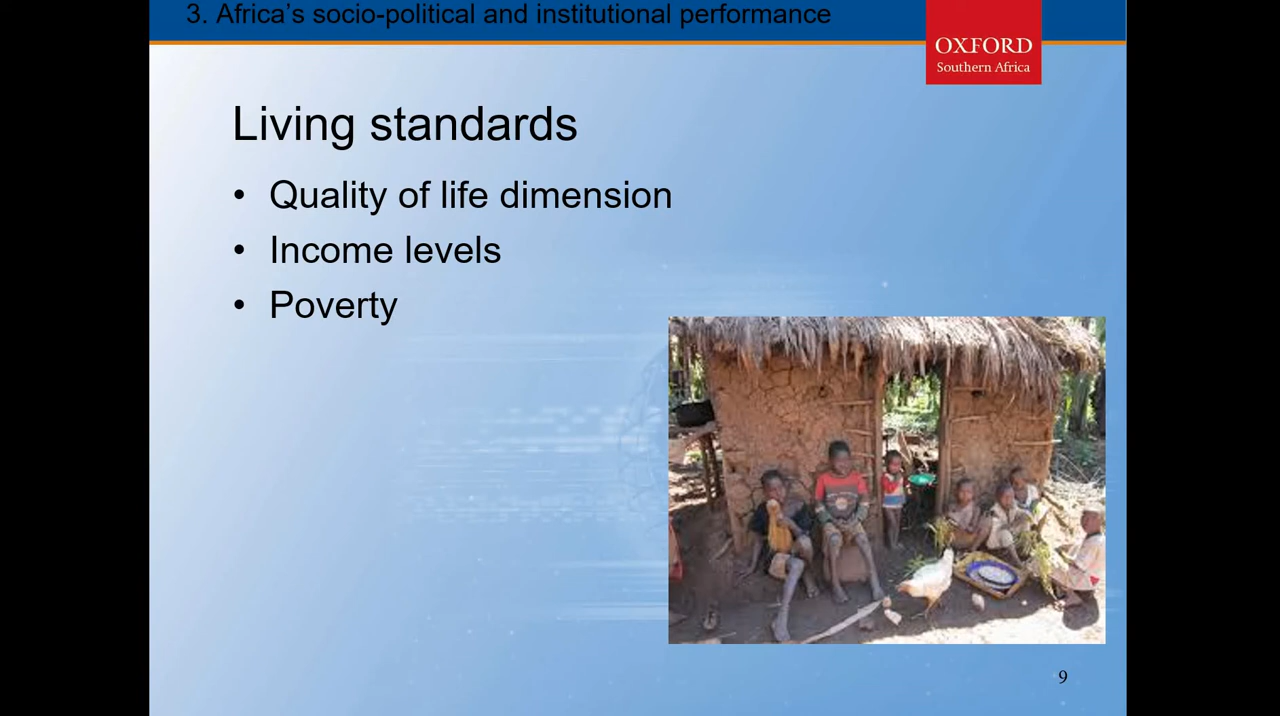 3. Africa’s socio-political and institutional performance
OXFORD
Southern Africa
Living standards
• Quality of life dimension
• Income levels
• Poverty
9